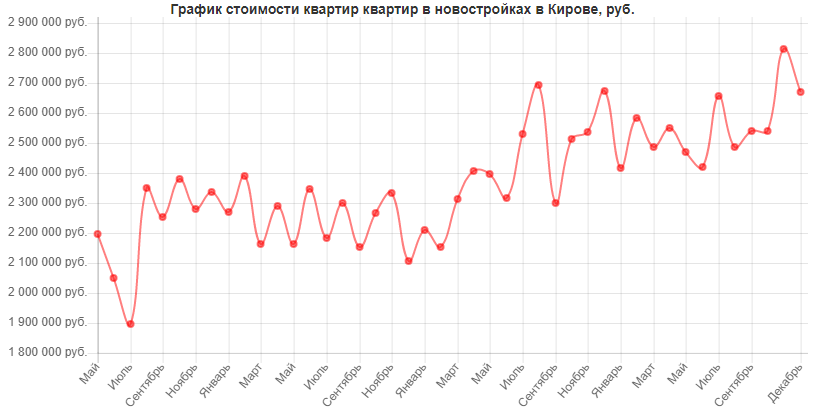 График стоимости квартир квартир в новостройках в Кирове, руб.
2 900 000 руб.
2 800 000 руб.
2 700 000 руб.
2 600 000 руб.
2 500 000 руб.
2 400 000 руб.
2 300 000 руб.
2 200 000 руб.
2 100 000 руб.
2 000 000 руб.
1 900 000 руб.
1 800 000 руб.
Май
Июль
Сентябрь
Ноябрь
Январь
Март
Май
Июль
Сентябрь
Ноябрь
Январь
Март
Май
Июль
Сентябрь
Ноябрь
Январь
Март
Май
Июль
Сентябрь
Декабрь